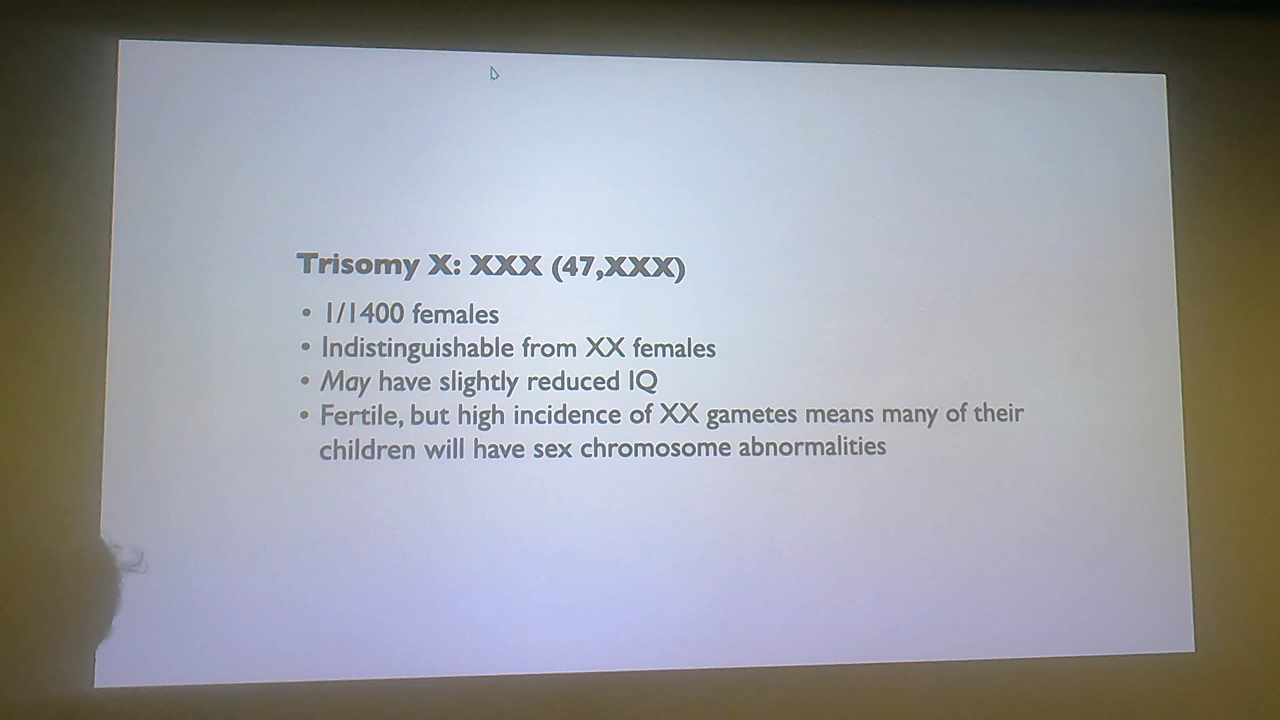 Trisomy X: XXX (47,XXX)
• 1/1400 females
• Indistinguishable from XX females
• May have slightly reduced IQ
• Fertile, but high incidence of XX gametes means many of their
children will have sex chromosome abnormalities